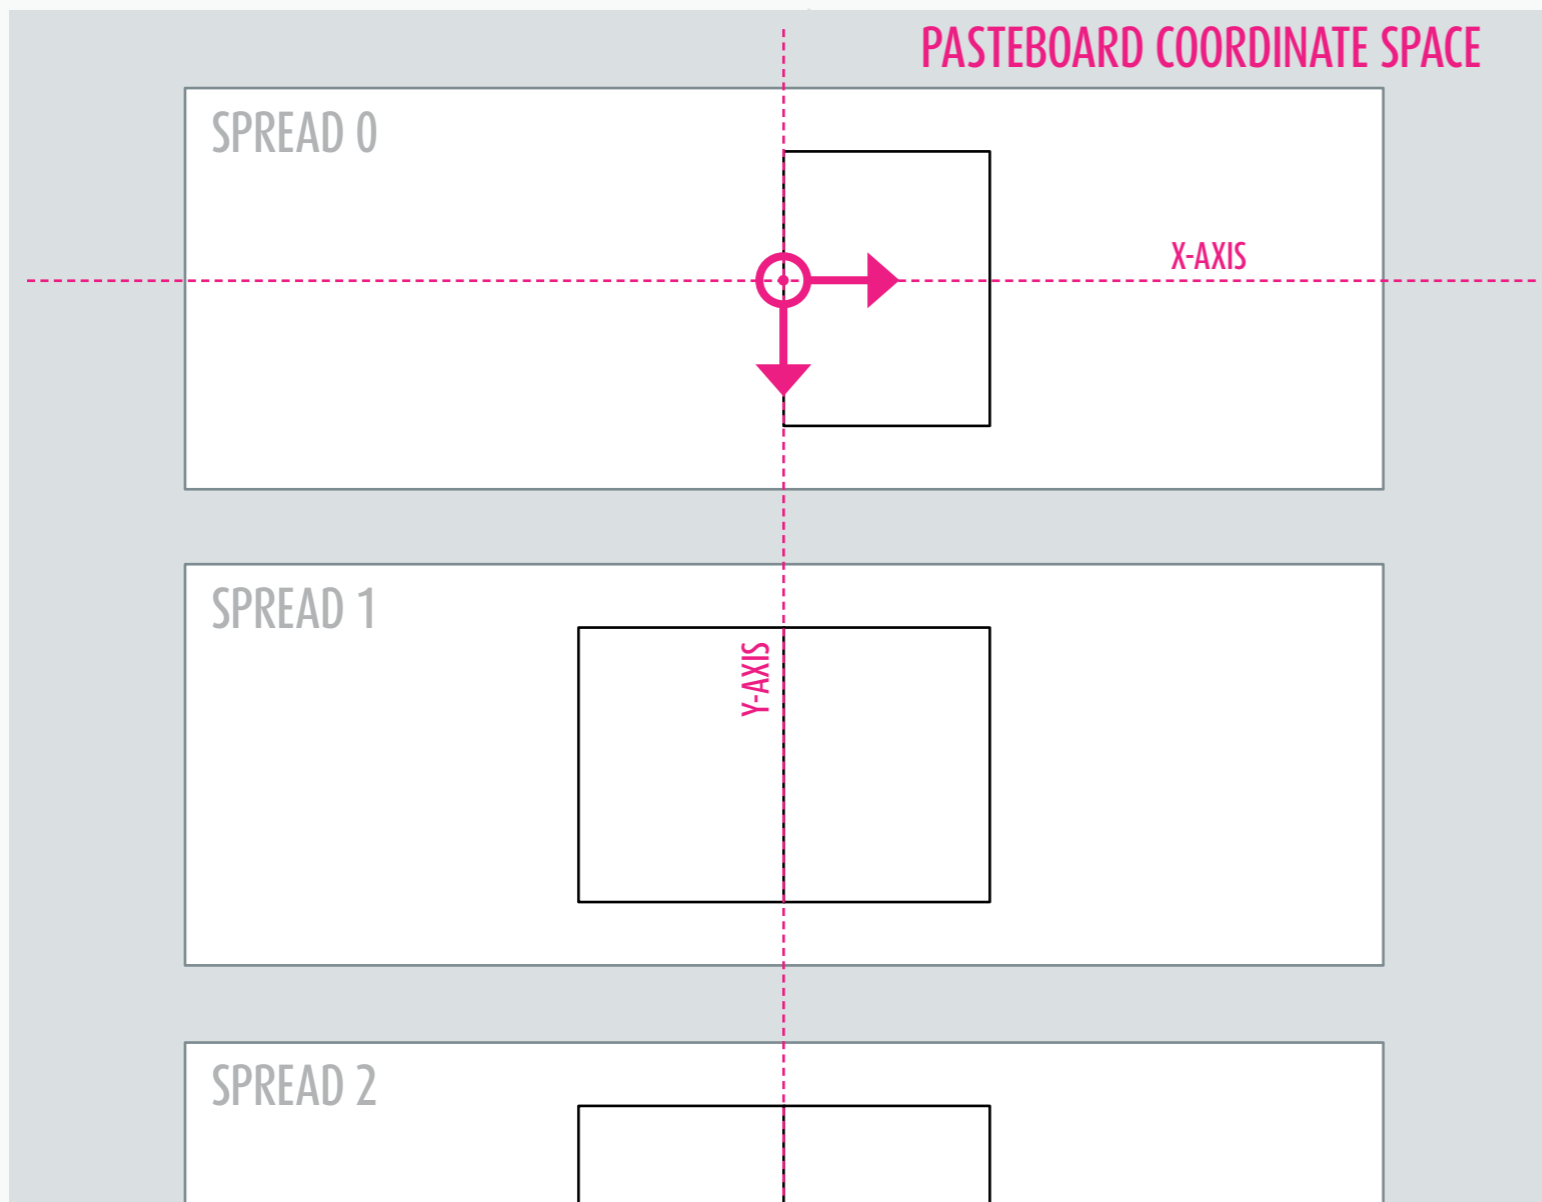 PASTEBOARD COORDINATE SPACE
SPREAD 0
X-AXIS
SPREAD 1
Y-AXIS
SPREAD 2